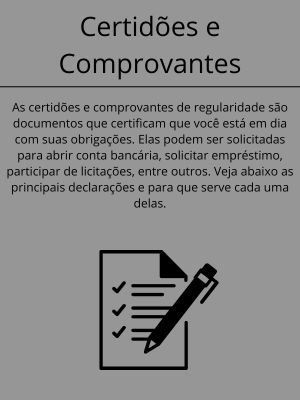 Certidões e
Comprovantes
As certidões e comprovantes de regularidade são
documentos que certificam que você está em dia
com suas obrigações. Elas podem ser solicitadas
para abrir conta bancária, solicitar empréstimo,
participar de licitações, entre outros. Veja abaixo as
principais declarações e para que serve cada uma
delas.